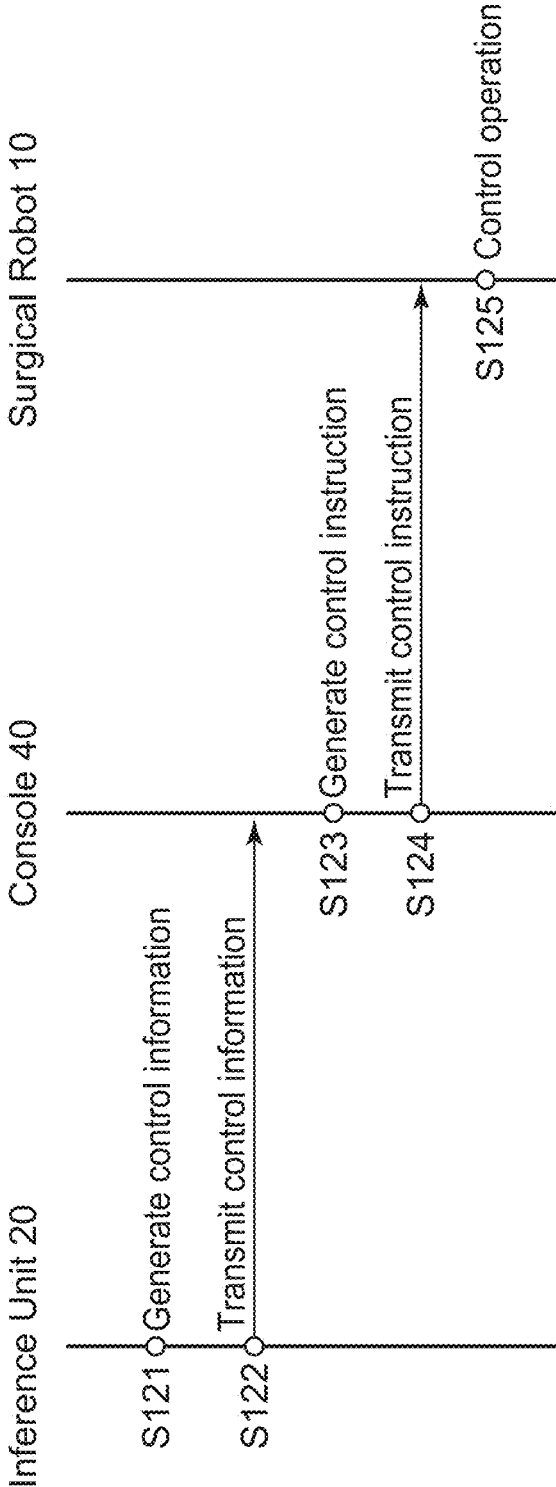 Inference Unit 20
Console 40
Surgical Robot 10
S121
Generate control information
Transmit control information
S122
S123
Generate control instruction
Transmit control instruction
S124
S125
Control operation